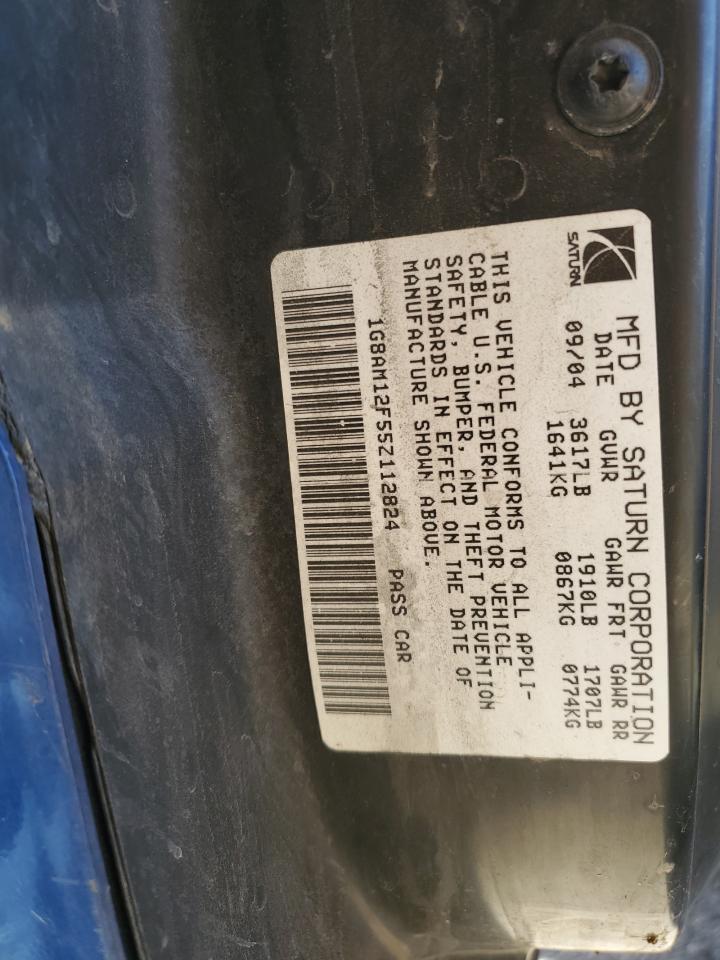 SATURN
MFD BY SATURN CORPORATION
DATE GVWR GAWR FRT GAWR RR
09/04 3617LB 1910LB 1707LB
1641KG 0867KG 0774KG
THIS VEHICLE CONFORMS TO ALL APPLI-
CABLE U.S. FEDERAL MOTOR VEHICLE
SAFETY, BUMPER, AND THEFT PREVENTION
STANDARDS IN EFFECT ON THE DATE OF
MANUFACTURE SHOWN ABOVE.
1G8AM12F55Z112824 PASS CAR